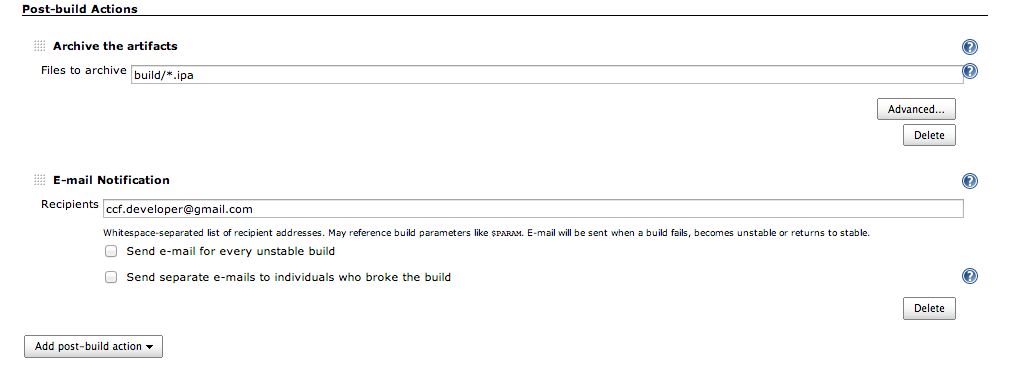 Post-build Actions
Archive the artifacts
Files to archive build/*.ipa
Advanced...
Delete
E-mail Notification
Recipients ccf.developer@gmail.com
Whitespace-separated list of recipient addresses. May reference build parameters like $PARAM. E-mail will be sent when a build fails, becomes unstable or returns to stable.
Send e-mail for every unstable build
Send separate e-mails to individuals who broke the build
Delete
Add post-build action